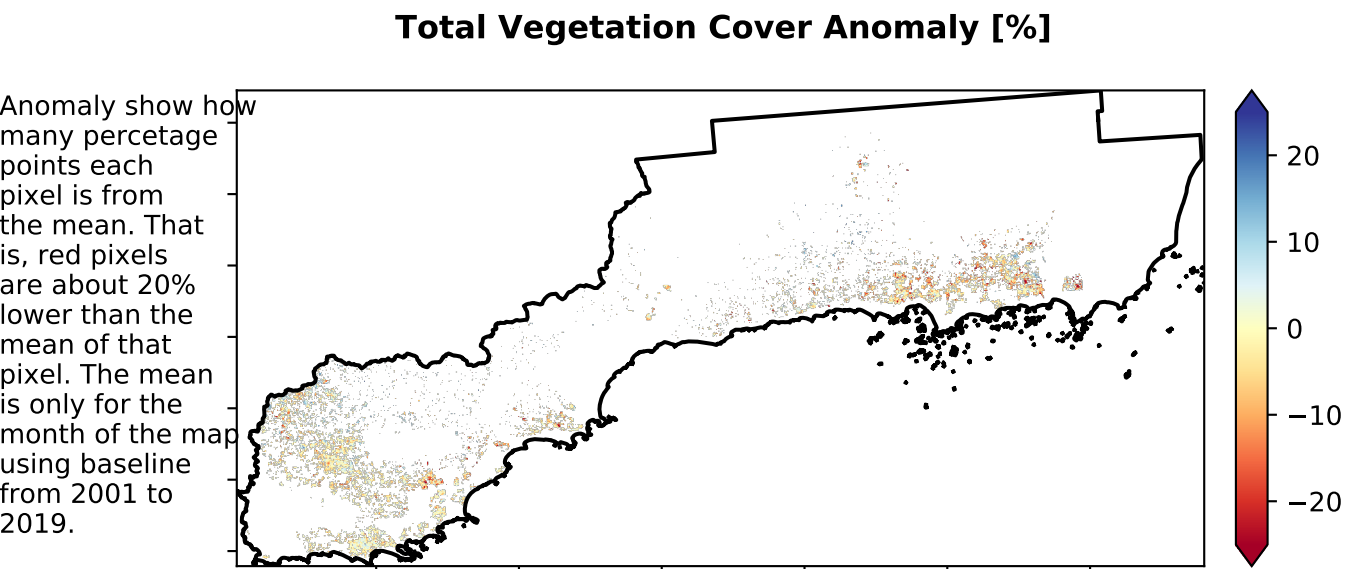 Total Vegetation Cover Anomaly [%]
Anomaly show how
many percetage
points each
pixel is from
the mean. That
is, red pixels
are about 20%
lower than the
mean of that
pixel. The mean
is only for the
month of the map
using baseline
from 2001 to
2019.
20
10
0
−10
−20